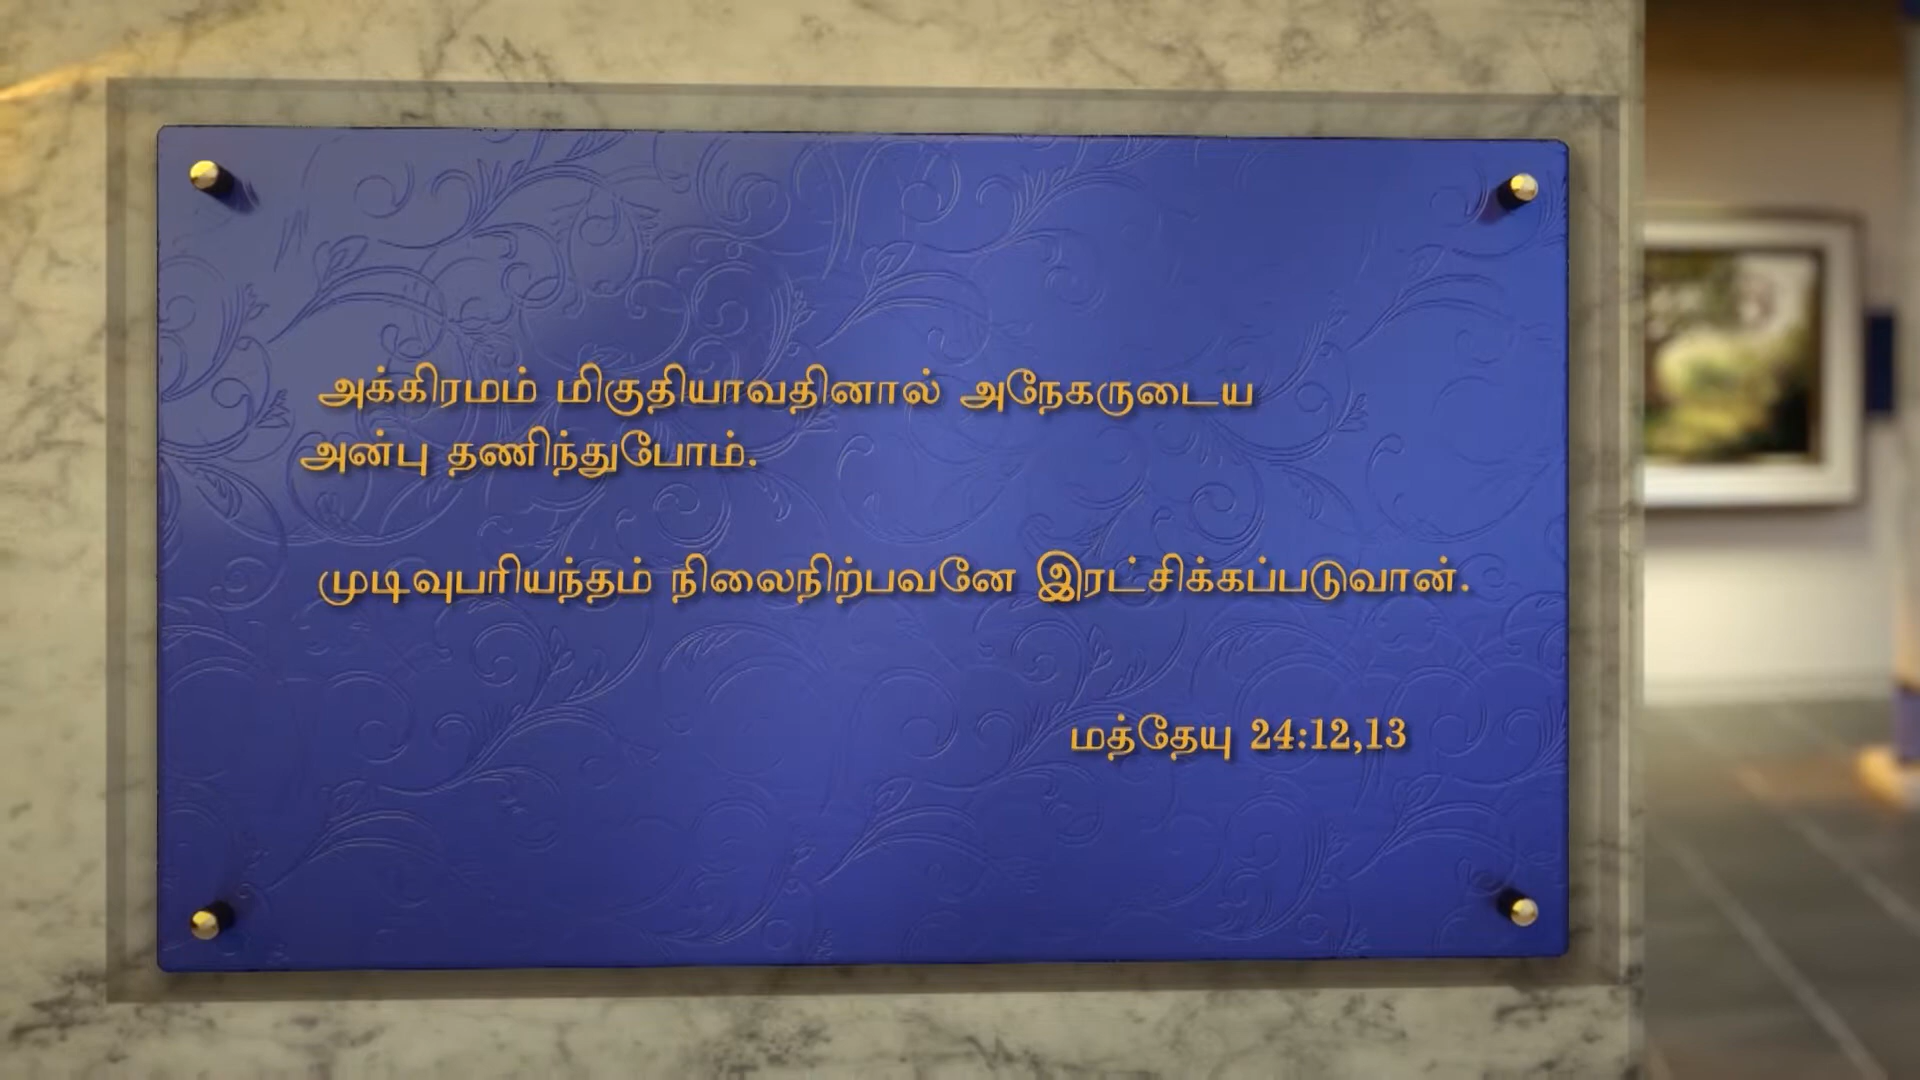 அக்கிரமம் மிகுதியாவதினால் அநேகருடைய
அன்பு தணிந்துபோம்.
முடிவுபரியந்தம் நிலைநிற்பவனே இரட்சிக்கப்படுவான்.
மத்தேயு 24:12,13